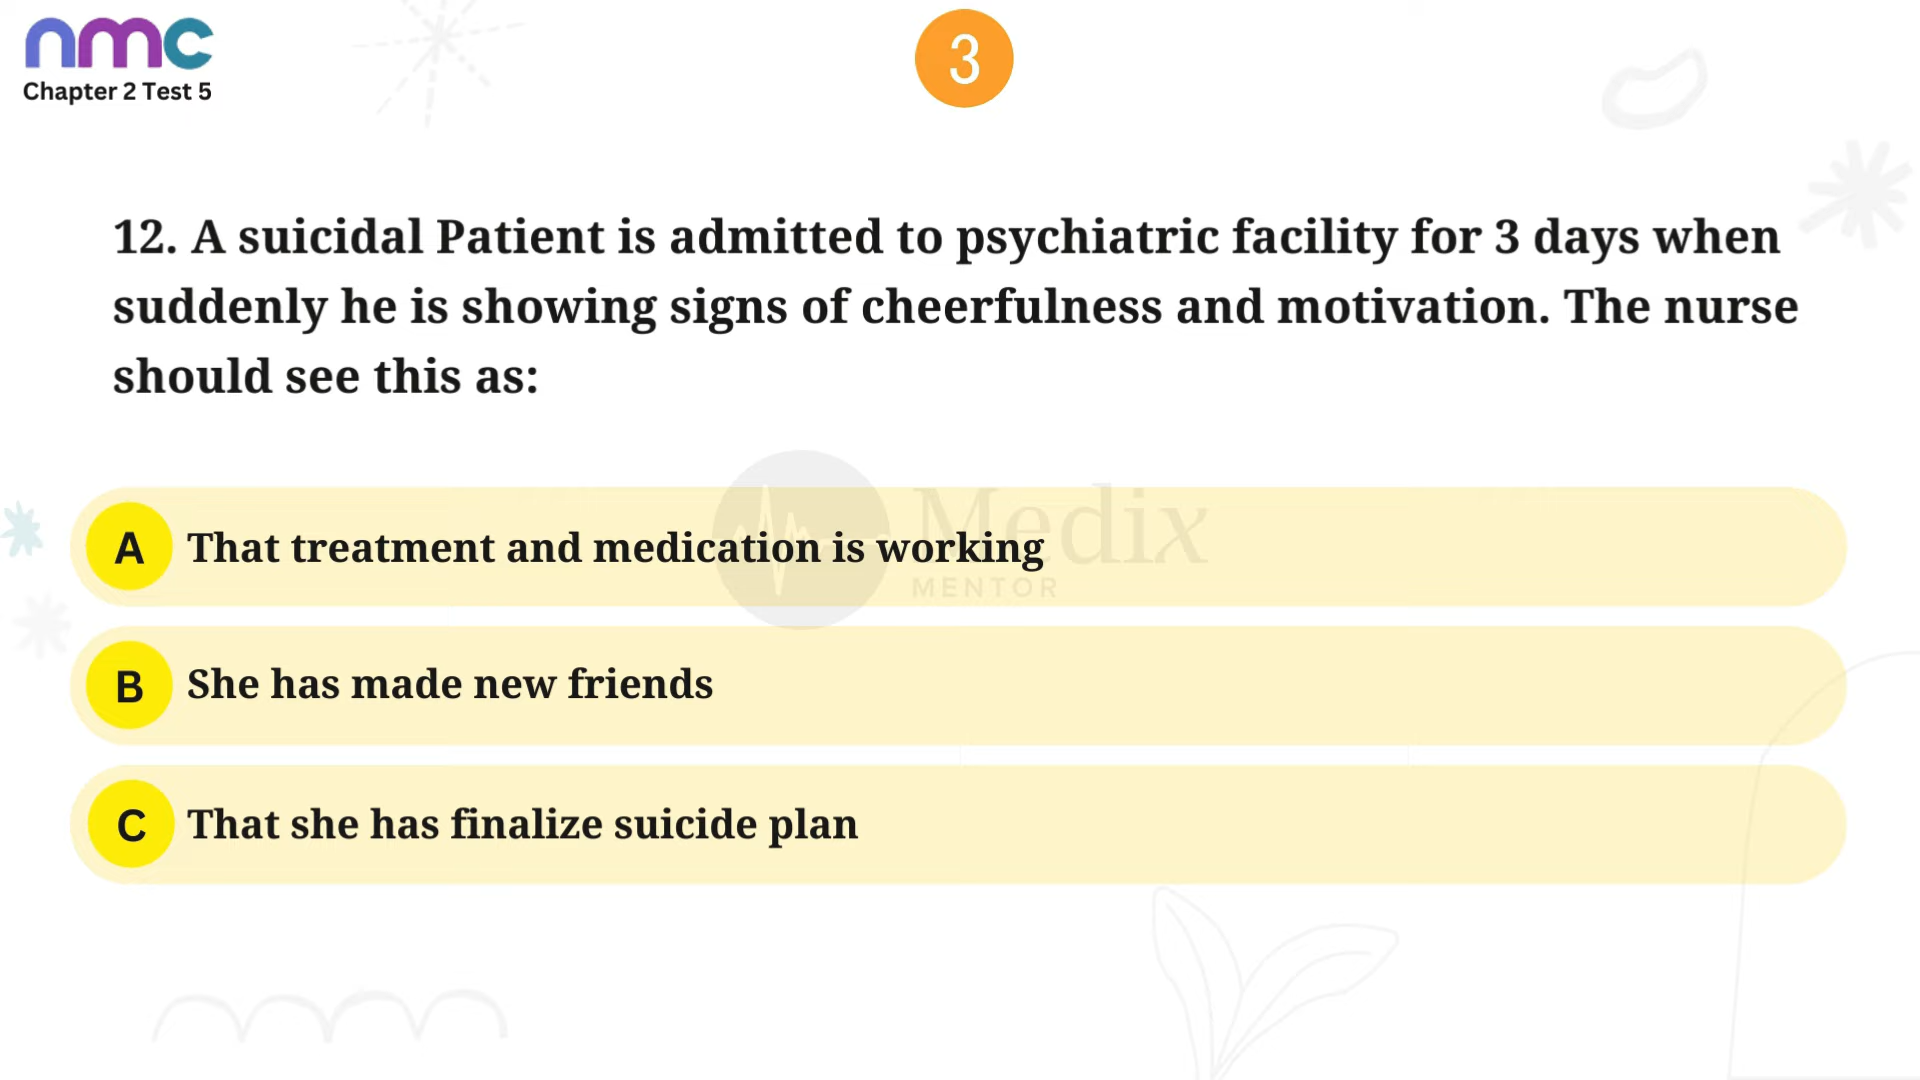 nmc
Chapter 2 Test 5
3
12. A suicidal Patient is admitted to psychiatric facility for 3 days when
suddenly he is showing signs of cheerfulness and motivation. The nurse
should see this as:
Medix
MENTOR
A That treatment and medication is working
B She has made new friends
C That she has finalize suicide plan